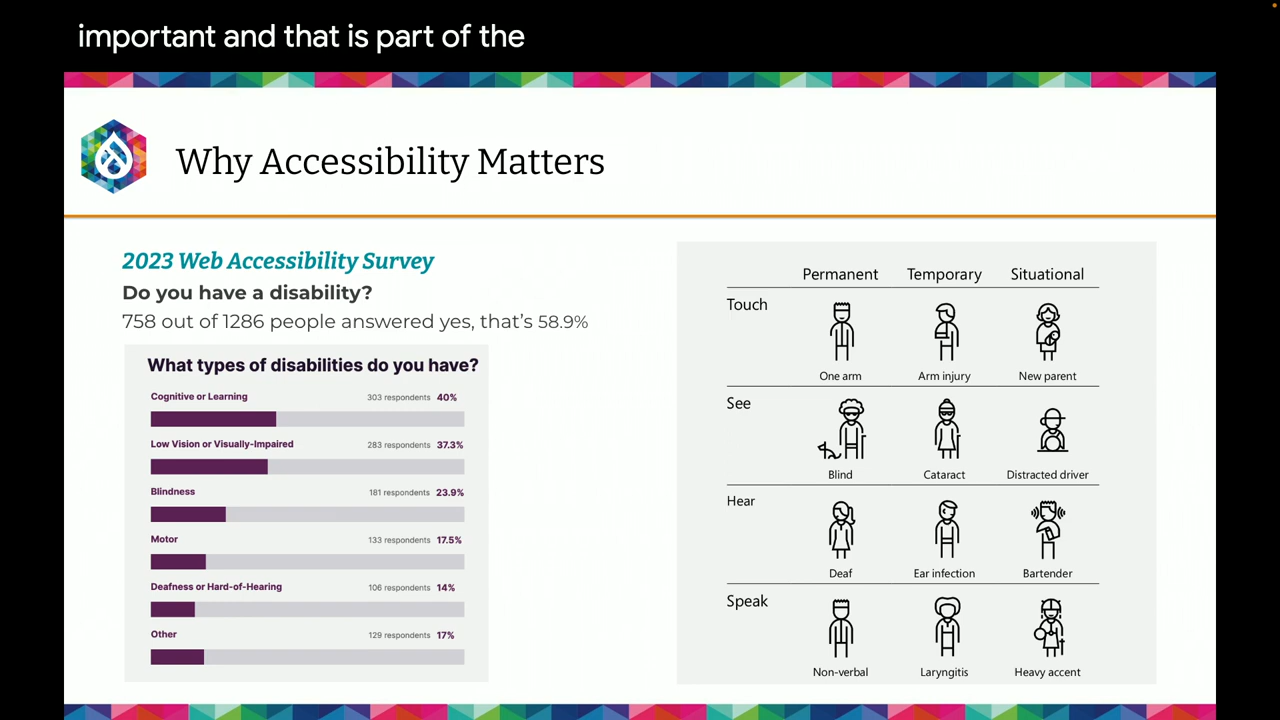 important and that is part of the
Why Accessibility Matters
2023 Web Accessibility Survey
Do you have a disability?
758 out of 1286 people answered yes, that's 58.9%
What types of disabilities do you have?
Cognitive or Learning 303 respondents 40%
Low Vision or Visually-Impaired 283 respondents 37.3%
Blindness 181 respondents 23.9%
Motor 133 respondents 17.5%
Deafness or Hard-of-Hearing 106 respondents 14%
Other 129 respondents 17%
Permanent Temporary Situational
Touch
One arm Arm injury New parent
See
Blind Cataract Distracted driver
Hear
Deaf Ear infection Bartender
Speak
Non-verbal Laryngitis Heavy accent